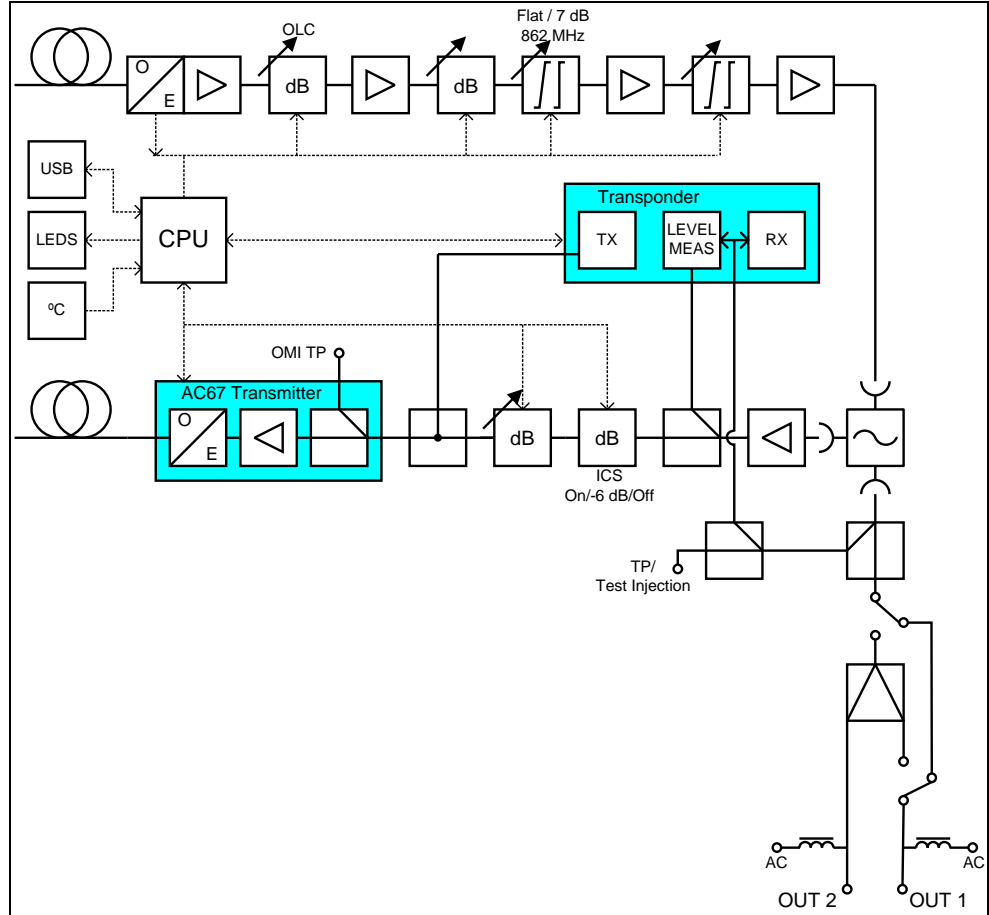 OLC
Flat / 7 dB
862 MHz
O
E
dB
dB
USB
LEDS
ºC
CPU
Transponder
TX
LEVEL
MEAS
RX
OMI TP
AC67 Transmitter
O
E
dB
dB
ICS
On/-6 dB/Off
TP/
Test Injection
AC
AC
OUT 2
OUT 1